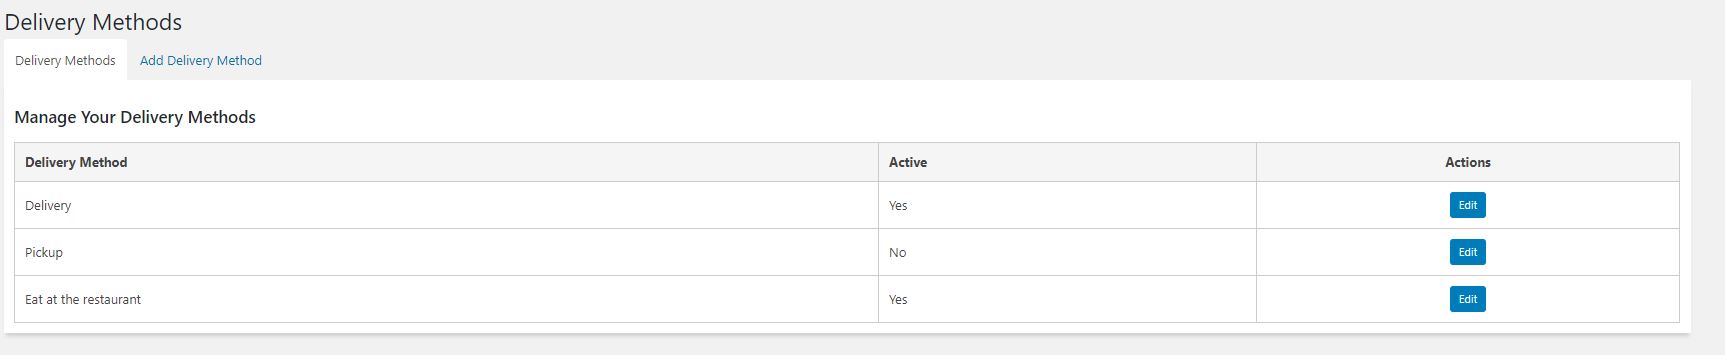 Delivery Methods
Delivery Methods Add Delivery Method
Manage Your Delivery Methods
Delivery Method Active Actions
Delivery Yes Edit
Pickup No Edit
Eat at the restaurant Yes Edit